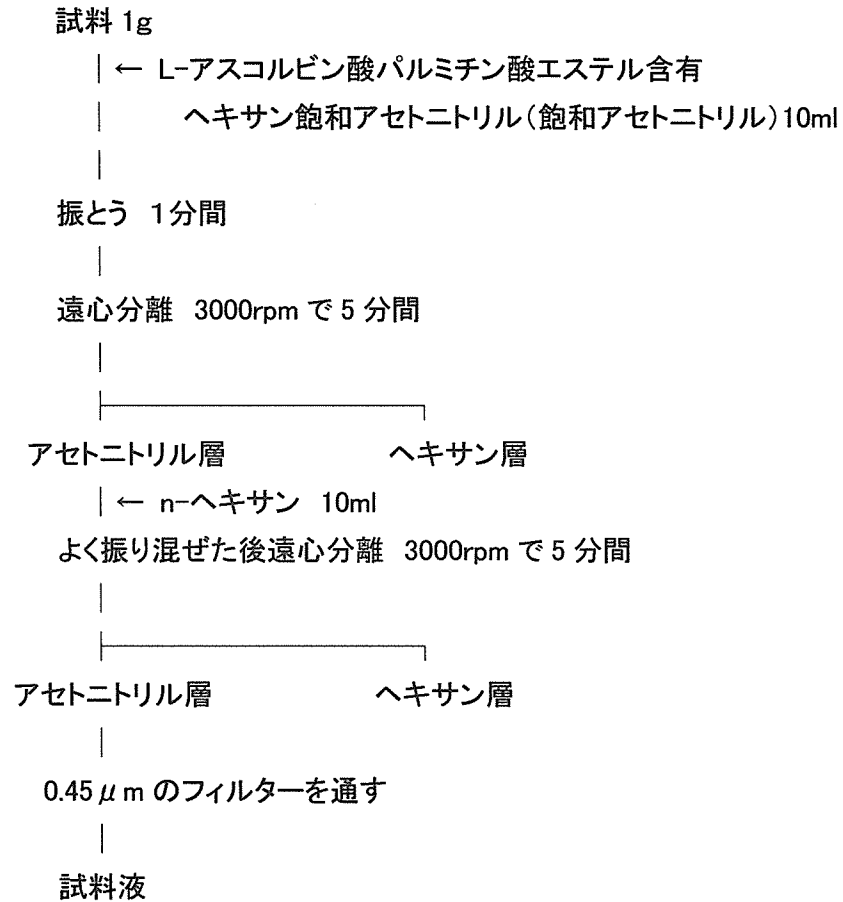 試料 1g
← L-アスコルビン酸パルミチン酸エステル含有
ヘキサン飽和アセトニトリル(飽和アセトニトリル)10ml
振とう 1分間
遠心分離 3000rpm で 5 分間
アセトニトリル層 ヘキサン層
← n-ヘキサン 10ml
よく振り混ぜた後遠心分離 3000rpm で 5 分間
アセトニトリル層 ヘキサン層
0.45μm のフィルターを通す
試料液